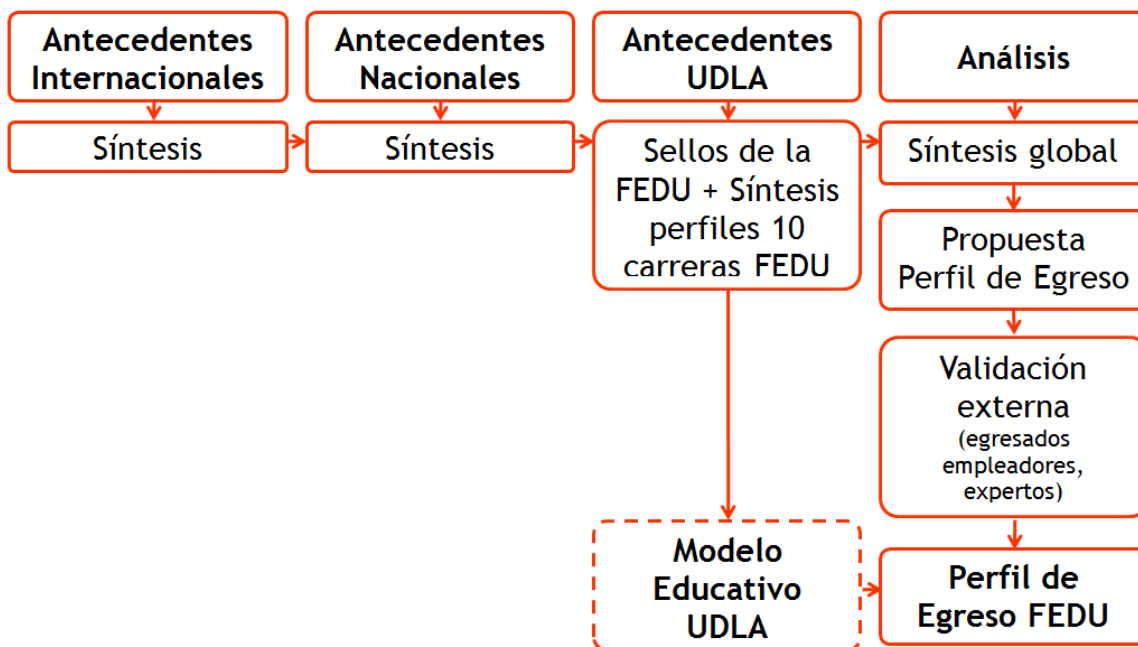 Antecedentes
Internacionales
Síntesis
Antecedentes
Nacionales
Síntesis
Antecedentes
UDLA
Sellos de la
FEDU + Síntesis
perfiles 10
carreras FEDU
Modelo
Educativo
UDLA
Análisis
Síntesis global
Propuesta
Perfil de Egreso
Validación
externa
(egresados
empleadores,
expertos)
Perfil de
Egreso FEDU